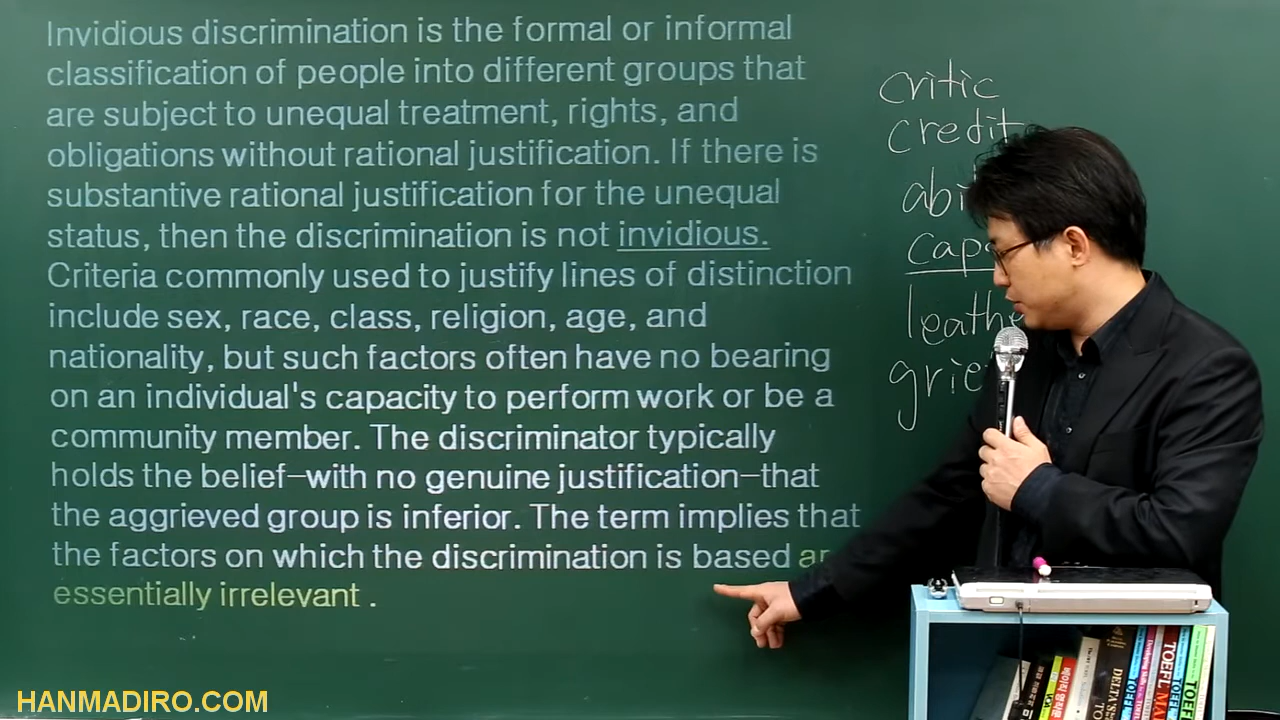 Invidious discrimination is the formal or informal
classification of people into different groups that
are subject to unequal treatment, rights, and
obligations without rational justification. If there is
substantive rational justification for the unequal
status, then the discrimination is not invidious.
Criteria commonly used to justify lines of distinction
include sex, race, class, religion, age, and
nationality, but such factors often have no bearing
on an individual's capacity to perform work or be a
community member. The discriminator typically
holds the belief—with no genuine justification—that
the aggrieved group is inferior. The term implies that
the factors on which the discrimination is based
essentially irrelevant .
critic
credit
HANMADIRO.COM
DELTA'S
TOEFL